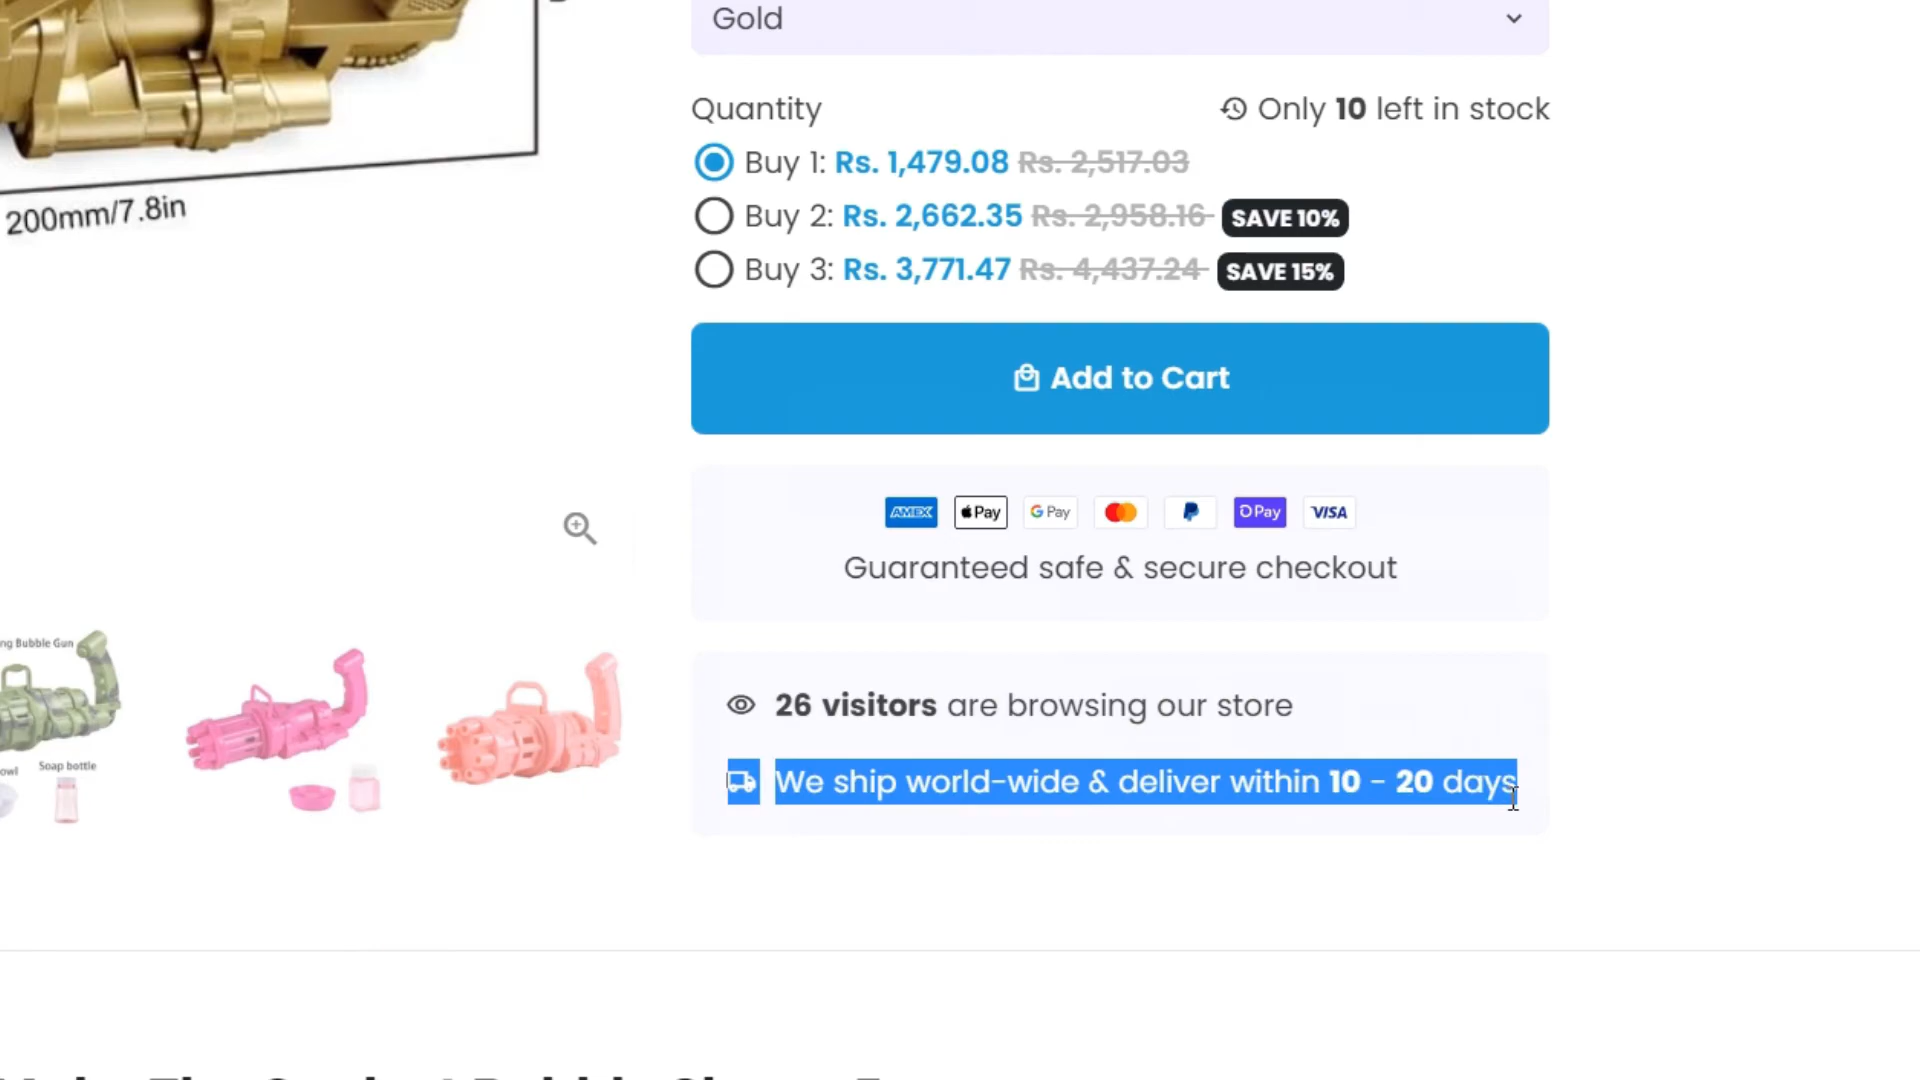 Gold
Quantity
Only 10 left in stock
Buy 1: Rs. 1,479.08 Rs. 2,517.03
Buy 2: Rs. 2,662.35 Rs. 2,958.16 SAVE 10%
Buy 3: Rs. 3,771.47 Rs. 4,437.24 SAVE 15%
200mm/7.8in
Add to Cart
AMEX Pay G Pay Pay VISA
Guaranteed safe & secure checkout
Bubble Gun
Soap bottle
26 visitors are browsing our store
We ship world-wide & deliver within 10 - 20 days